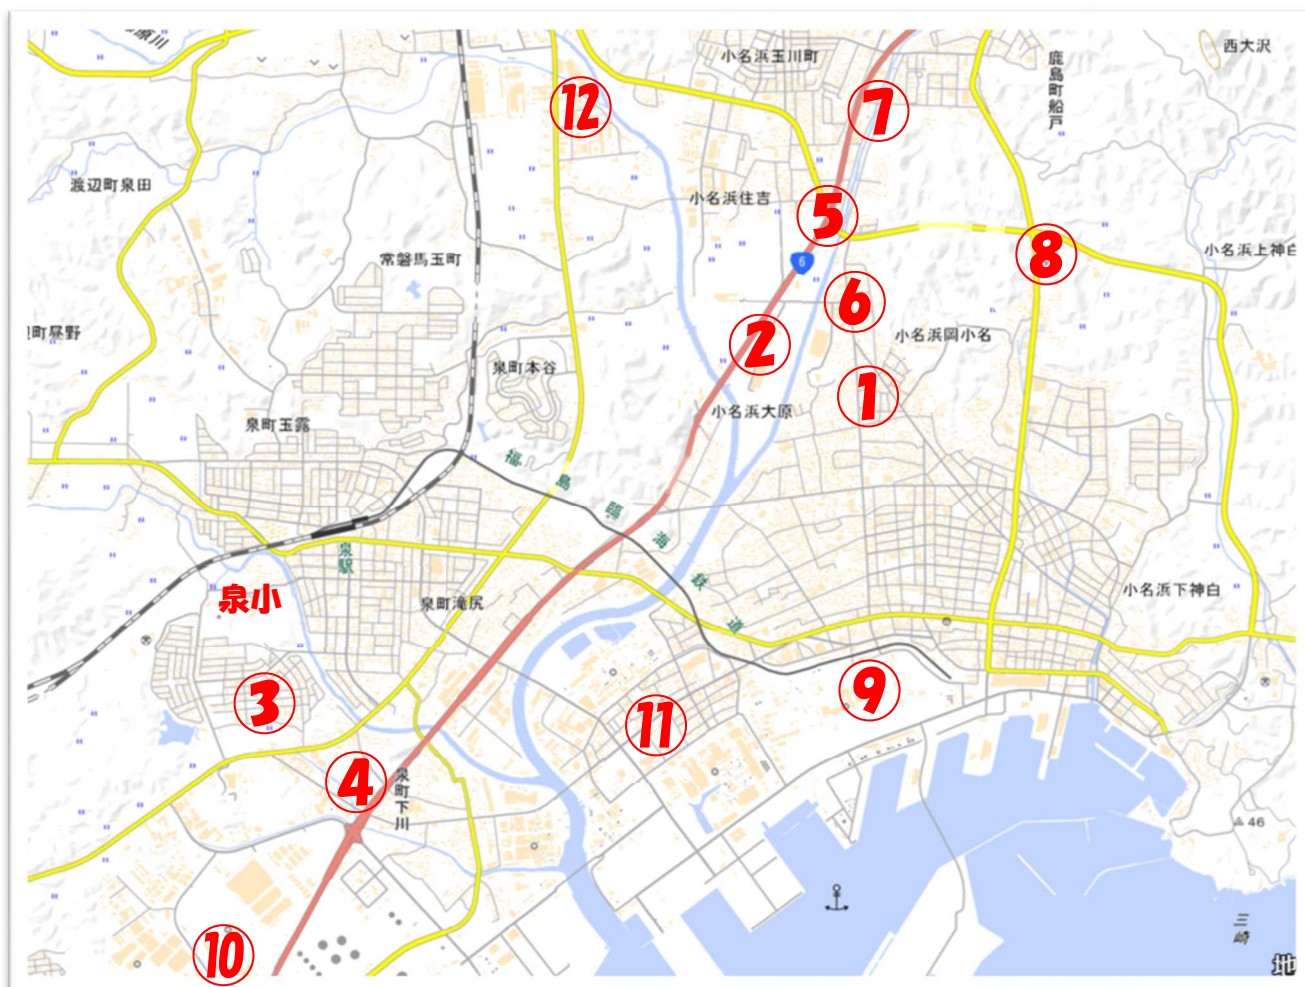 小名浜玉川町
西大沢
鹿島町船戸
⑫
⑦
渡辺町泉田
小名浜住吉
⑤
常磐馬玉町
6
⑧
小名浜上神白
⑥
町昼野
②
小名浜岡小名
泉町本谷
①
小名浜大原
泉町玉露
福島臨海鉄道
泉駅
泉小
泉町滝尻
小名浜下神白
③
⑨
⑪
④
泉町下川
46
三崎
⑩
地